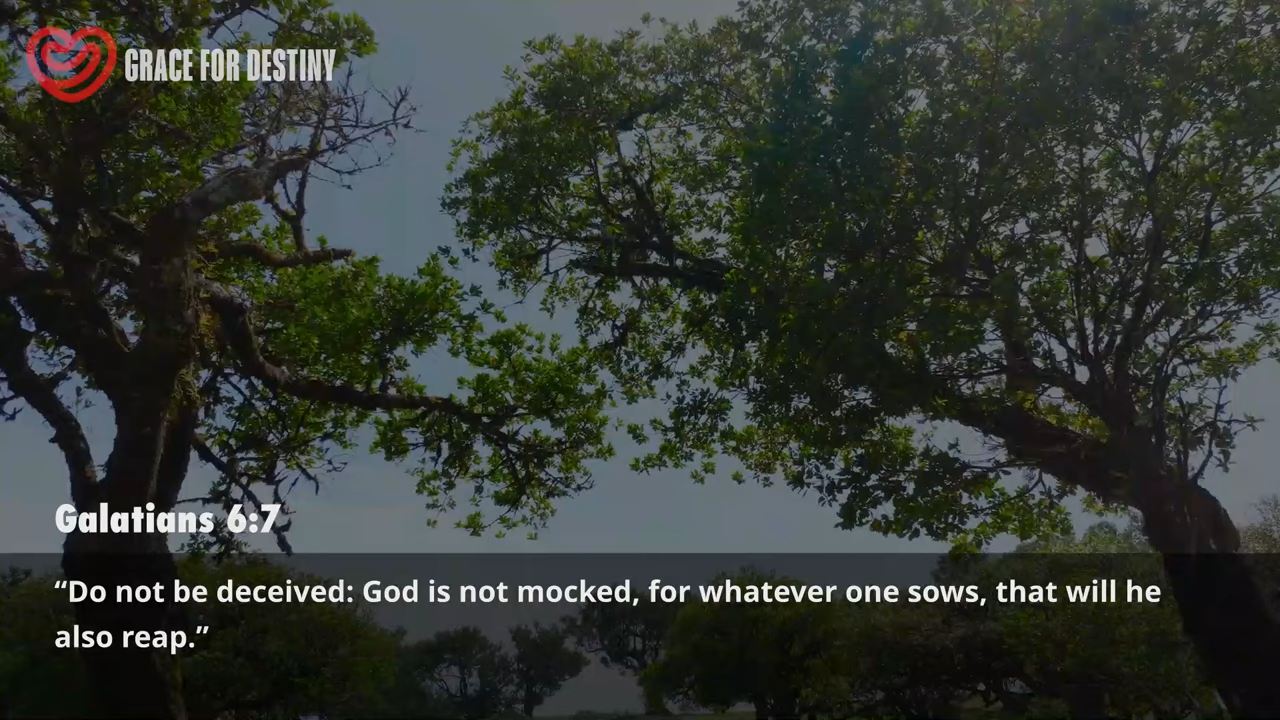 GRACE FOR DESTINY
Galatians 6:7
“Do not be deceived: God is not mocked, for whatever one sows, that will he
also reap.”